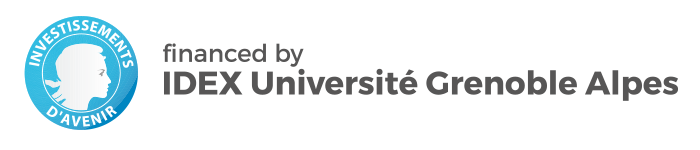 INVESTISSEMENTS
D'AVENIR
financed by
IDEX Université Grenoble Alpes